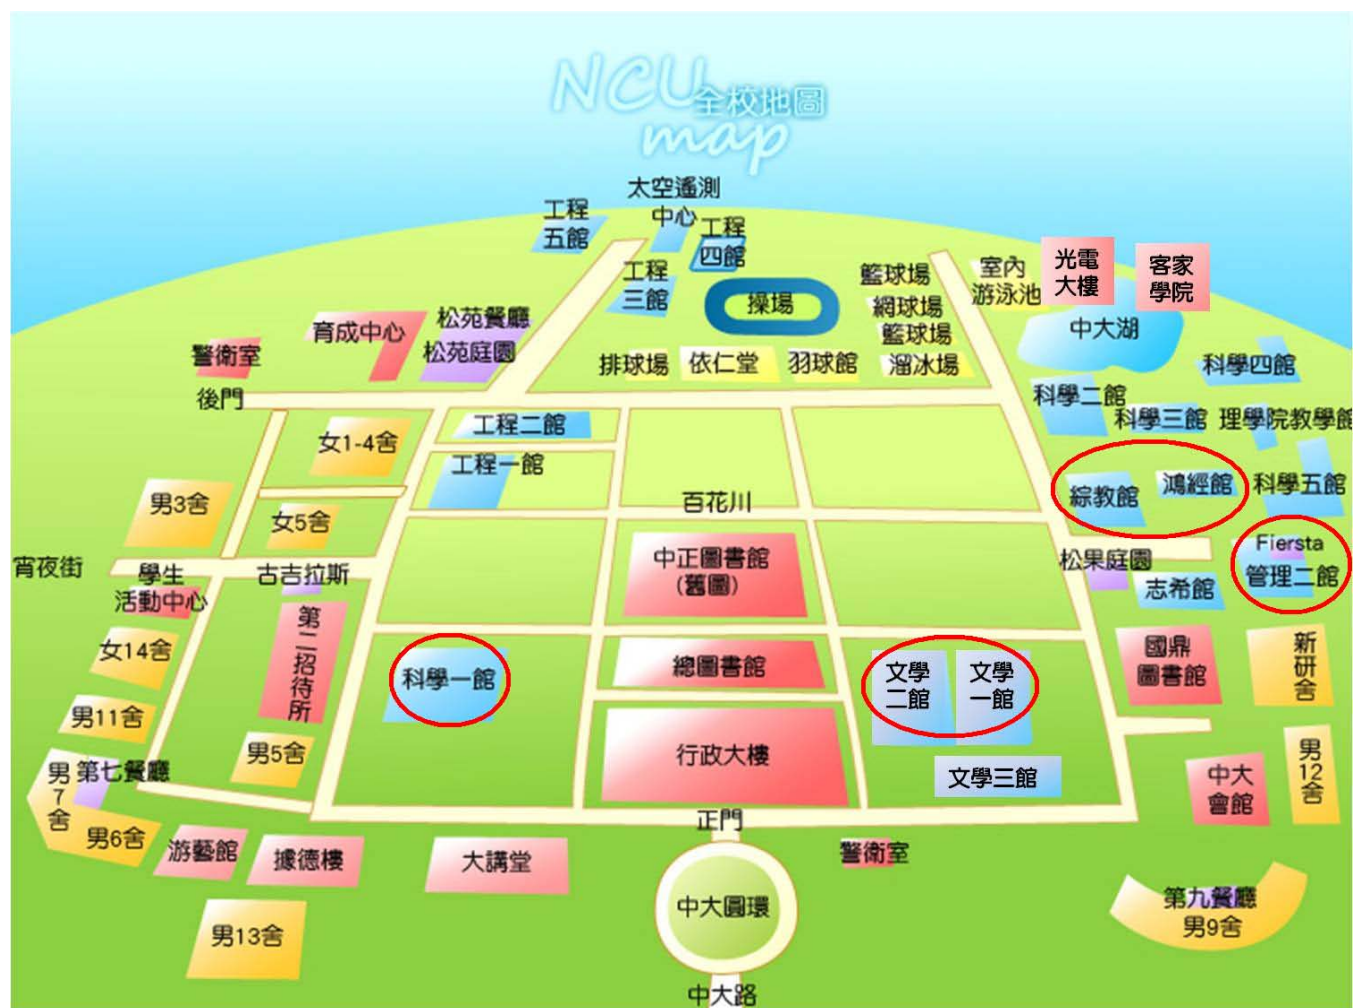 NCU全校地圖
map
太空遙測
中心
工程
五館
工程
四館
工程
三館
操場
籃球場
網球場
籃球場
溜冰場
室內
游泳池
光電
大樓
客家
學院
中大湖
育成中心
松苑餐廳
松苑庭園
警衛室
後門
排球場
依仁堂
羽球館
科學四館
科學二館
科學三館
理學院教學館
女1-4舍
工程二館
工程一館
綜教館
鴻經館
科學五館
男3舍
女5舍
百花川
宵夜街
學生
活動中心
古吉拉斯
中正圖書館
(舊圖)
松果庭園
志希館
Fiersta
管理二館
第二招待所
女14舍
科學一館
總圖書館
文學
二館
文學
一館
國鼎
圖書館
新研舍
男11舍
男5舍
行政大樓
文學三館
男7舍
第七餐廳
中大
會館
男12舍
男6舍
游藝館
據德樓
大講堂
正門
警衛室
中大圓環
第九餐廳
男9舍
男13舍
中大路